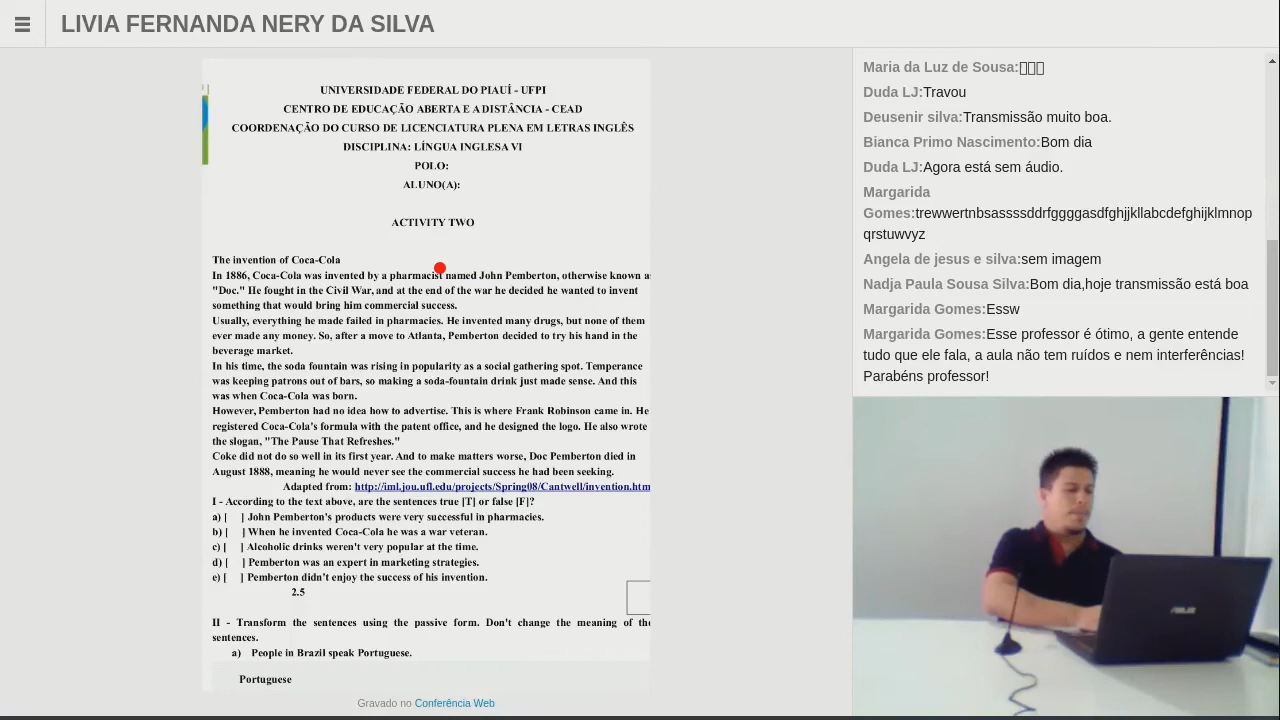 LIVIA FERNANDA NERY DA SILVA
UNIVERSIDADE FEDERAL DO PIAUÍ - UFPI
CENTRO DE EDUCAÇÃO ABERTA E A DISTÂNCIA - CEAD
COORDENAÇÃO DO CURSO DE LICENCIATURA PLENA EM LETRAS INGLÊS
DISCIPLINA: LÍNGUA INGLESA VI
POLO:
ALUNO(A):
ACTIVITY TWO
The invention of Coca-Cola
In 1886, Coca-Cola was invented by a pharmacist named John Pemberton, otherwise known as
"Doc." He fought in the Civil War, and at the end of the war he decided he wanted to invent
something that would bring him commercial success.
Usually, everything he made failed in pharmacies. He invented many drugs, but none of them
ever made any money. So, after a move to Atlanta, Pemberton decided to try his hand in the
beverage market.
In his time, the soda fountain was rising in popularity as a social gathering spot. Temperance
was keeping patrons out of bars, so making a soda-fountain drink just made sense. And this
was when Coca-Cola was born.
However, Pemberton had no idea how to advertise. This is where Frank Robinson came in. He
registered Coca-Cola's formula with the patent office, and he designed the logo. He also wrote
the slogan, "The Pause That Refreshes."
Coke did not do so well in its first year. And to make matters worse, Doc Pemberton died in
August 1888, meaning he would never see the commercial success he had been seeking.
Adapted from: http://iml.jou.ufl.edu/projects/Spring08/Cantwell/invention.htm
I - According to the text above, are the sentences true [T] or false [F]?
a) [ ] John Pemberton's products were very successful in pharmacies.
b) [ ] When he invented Coca-Cola he was a war veteran.
c) [ ] Alcoholic drinks weren't very popular at the time.
d) [ ] Pemberton was an expert in marketing strategies.
e) [ ] Pemberton didn't enjoy the success of his invention.
2.5
II - Transform the sentences using the passive form. Don't change the meaning of the
sentences.
a) People in Brazil speak Portuguese.
Portuguese
Gravado no Conferência Web
Maria da Luz de Sousa:▯▯▯
Duda LJ:Travou
Deusenir silva:Transmissão muito boa.
Bianca Primo Nascimento:Bom dia
Duda LJ:Agora está sem áudio.
Margarida
Gomes:trewwertnbsassssddrfggggasdfghjjkllabcdefghijklmnop
qrstuwvyz
Angela de jesus e silva:sem imagem
Nadja Paula Sousa Silva:Bom dia,hoje transmissão está boa
Margarida Gomes:Essw
Margarida Gomes:Esse professor é ótimo, a gente entende
tudo que ele fala, a aula não tem ruídos e nem interferências!
Parabéns professor!
ASUS